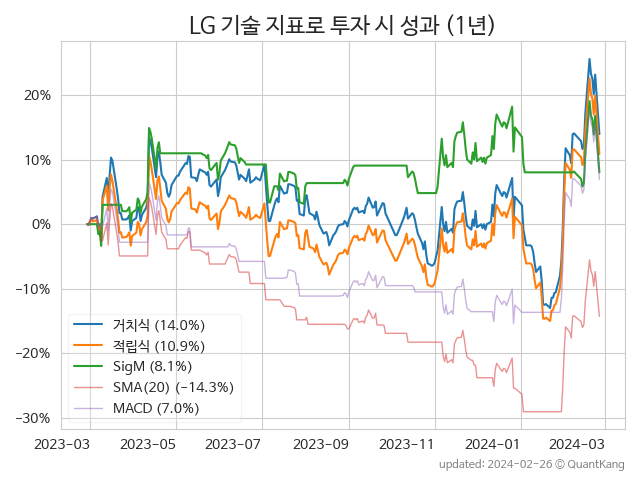 LG 기술 지표로 투자 시 성과 (1년)
20%
10%
0%
−10%
−20%
−30%
거치식 (14.0%)
적립식 (10.9%)
SigM (8.1%)
SMA(20) (−14.3%)
MACD (7.0%)
2023-03 2023-05 2023-07 2023-09 2023-11 2024-01 2024-03
updated: 2024-02-26 ⓒ QuantKang